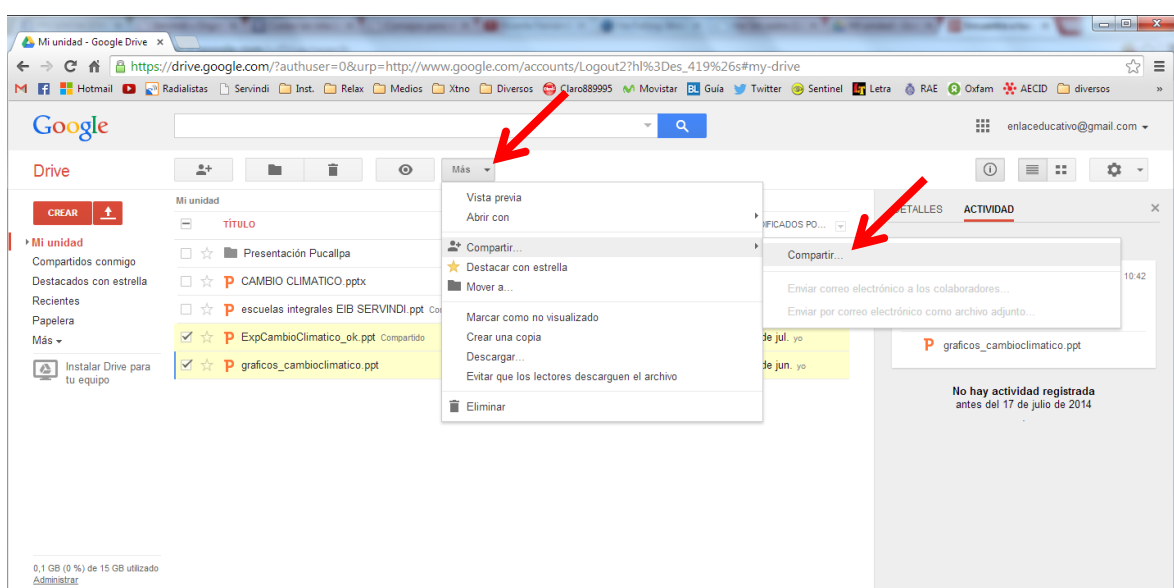 Mi unidad - Google Drive ×
https://drive.google.com/?authuser=0&urp=http://www.google.com/accounts/Logout2?hl%3Des_419%26s#my-drive
Hotmail Radialistas Servindi Inst. Relax Medios Xtno Diversos Claro889995 Movistar Guía Twitter Sentinel Letra RAE Oxfam AECID diversos »
Google
enlaceducativo@gmail.com
Drive
Más
CREAR
Mi unidad
Compartidos conmigo
Destacados con estrella
Recientes
Papelera
Más
Instalar Drive para
tu equipo
0,1 GB (0 %) de 15 GB utilizado
Administrar
Mi unidad
TÍTULO
Presentación Pucallpa
CAMBIO CLIMATICO.pptx
escuelas integrales EIB SERVINDI.ppt
ExpCambioClimatico_ok.ppt Compartido
de jul. yo
graficos_cambioclimatico.ppt
de jun. yo
Vista previa
Abrir con
Compartir...
Destacar con estrella
Mover a...
Marcar como no visualizado
Crear una copia
Descargar...
Evitar que los lectores descarguen el archivo
Eliminar
Compartir...
Enviar correo electrónico a los colaboradores...
Enviar por correo electrónico como archivo adjunto...
ACTIVIDAD ×
10:42
graficos_cambioclimatico.ppt
No hay actividad registrada
antes del 17 de julio de 2014